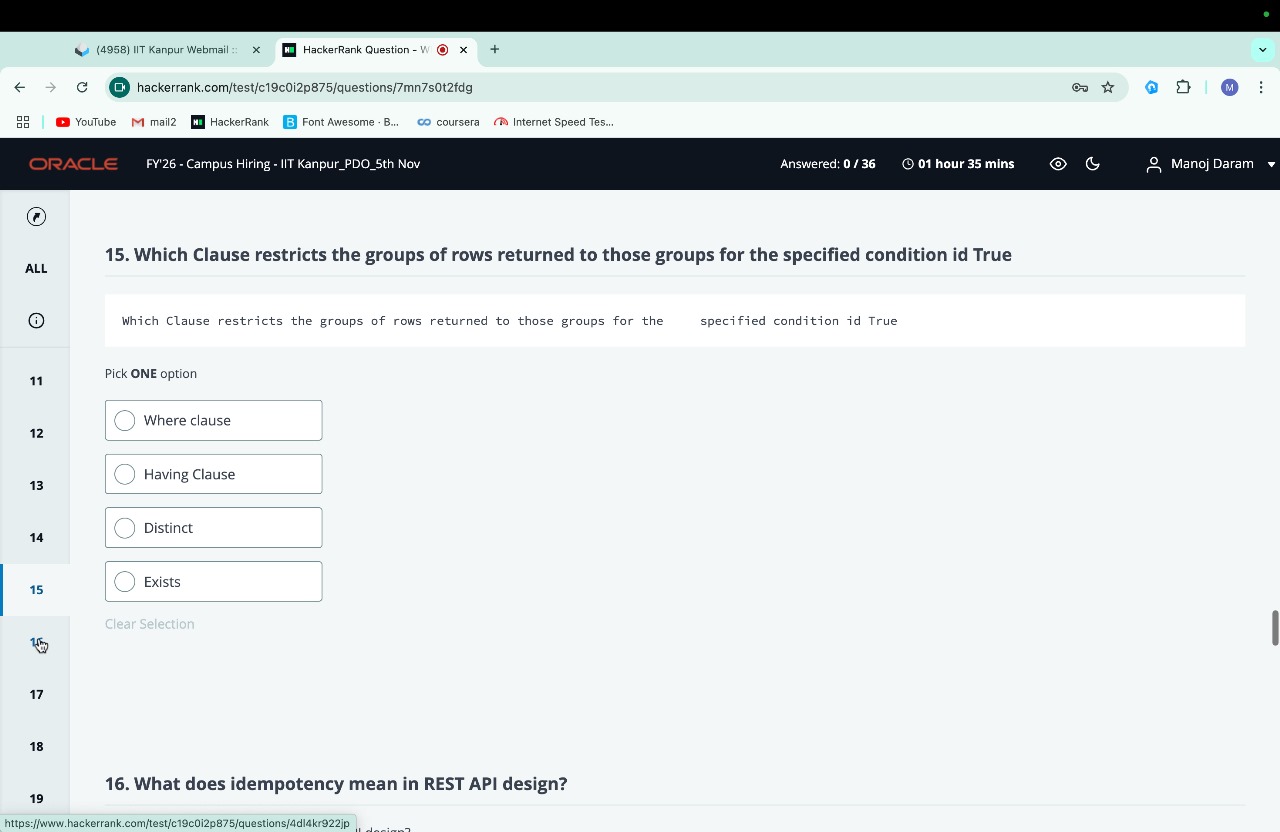 (4958) IIT Kanpur Webmail ::
HackerRank Question - W
hackerrank.com/test/c19c0i2p875/questions/7mn7s0t2fdg
M
YouTube
mail2
HackerRank
Font Awesome · B...
coursera
Internet Speed Tes...
ORACLE
FY'26 - Campus Hiring - IIT Kanpur_PDO_5th Nov
Answered: 0 / 36
01 hour 35 mins
Manoj Daram
ALL
11
12
13
14
15
17
18
19
15. Which Clause restricts the groups of rows returned to those groups for the specified condition id True
Which Clause restricts the groups of rows returned to those groups for the specified condition id True
Pick ONE option
Where clause
Having Clause
Distinct
Exists
Clear Selection
16. What does idempotency mean in REST API design?
https://www.hackerrank.com/test/c19c0i2p875/questions/4dl4kr922jp